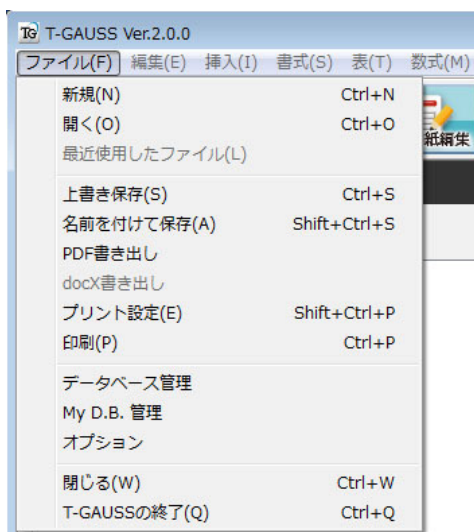 TG T-GAUSS Ver.2.0.0
ファイル(F) 編集(E) 挿入(I) 書式(S) 表(T) 数式(M)
新規(N) Ctrl+N
開く(O) Ctrl+O
紙編集
最近使用したファイル(L)
上書き保存(S) Ctrl+S
名前を付けて保存(A) Shift+Ctrl+S
PDF書き出し
docX書き出し
プリント設定(E) Shift+Ctrl+P
印刷(P) Ctrl+P
データベース管理
My D.B. 管理
オプション
閉じる(W) Ctrl+W
T-GAUSSの終了(Q) Ctrl+Q